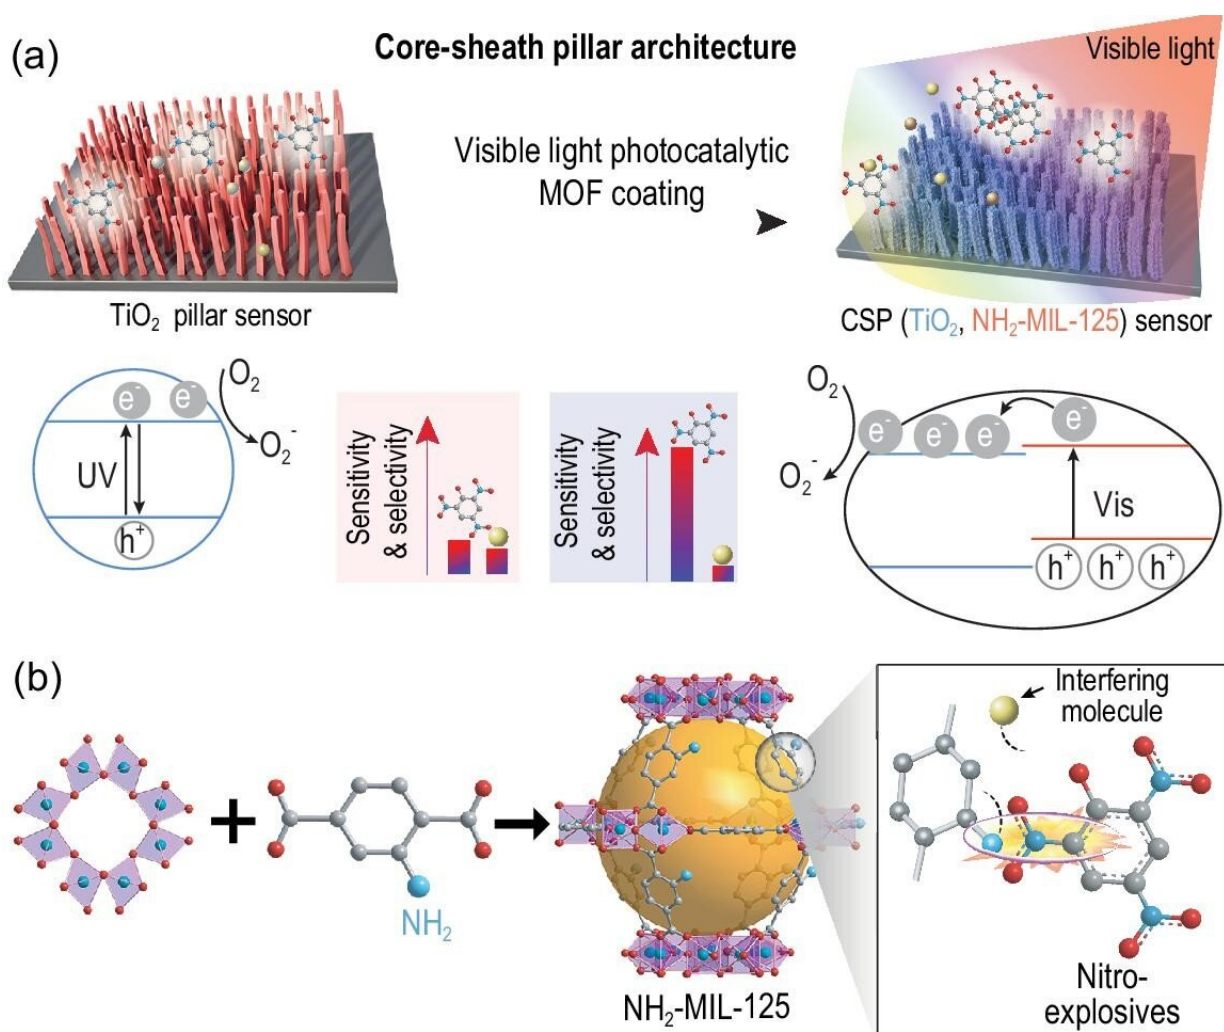 (a)
Core-sheath pillar architecture
Visible light
Visible light photocatalytic
MOF coating
TiO₂ pillar sensor
CSP (TiO₂, NH₂-MIL-125) sensor
e⁻
e⁻
O₂
O₂⁻
UV
h⁺
Sensitivity
& selectivity
Sensitivity
& selectivity
O₂
O₂⁻
e⁻
e⁻
e⁻
e⁻
Vis
h⁺
h⁺
h⁺
(b)
NH₂
NH₂-MIL-125
Interfering
molecule
Nitro-
explosives